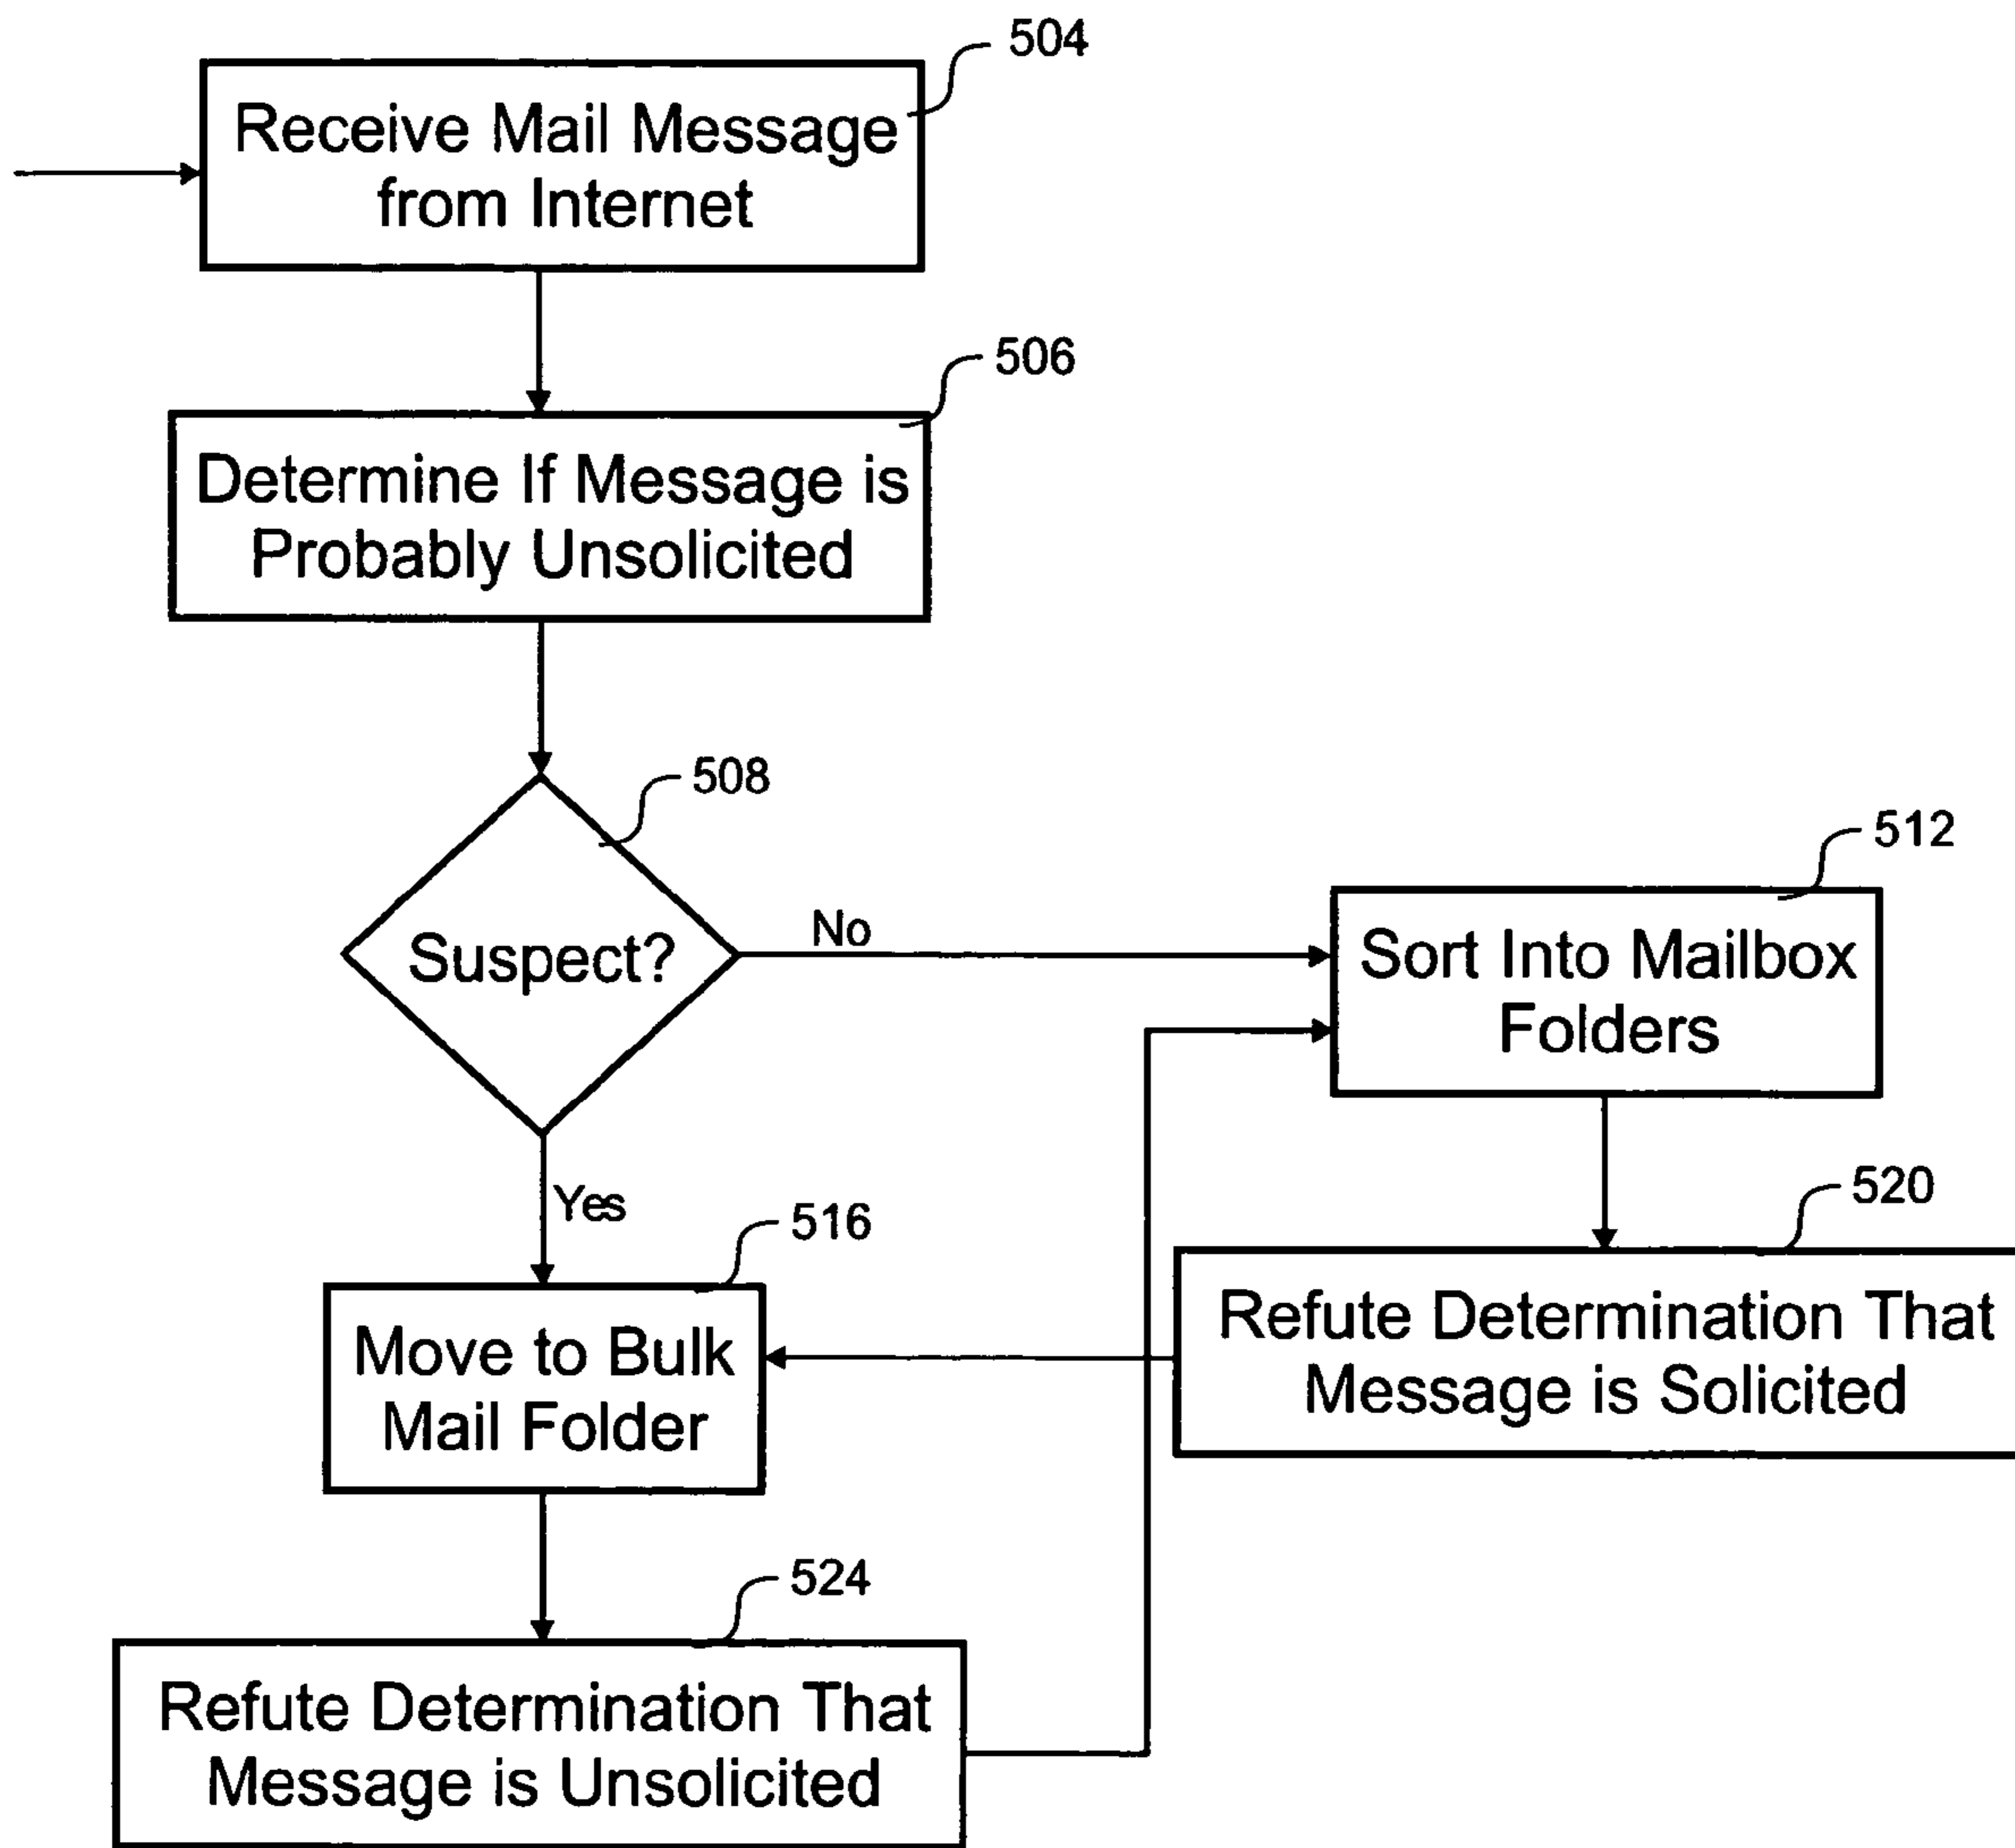 504
Receive Mail Message
from Internet
506
Determine If Message is
Probably Unsolicited
508
Suspect?
No
512
Sort Into Mailbox
Folders
Yes
516
Move to Bulk
Mail Folder
520
Refute Determination That
Message is Solicited
524
Refute Determination That
Message is Unsolicited